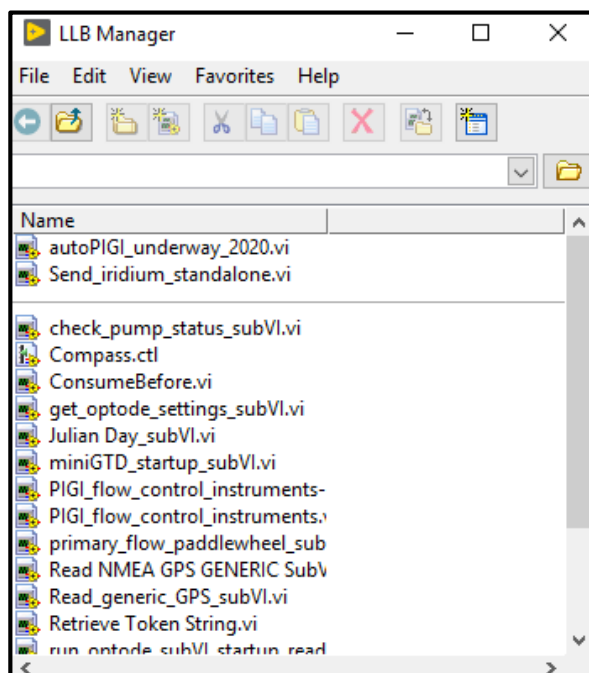 LLB Manager
File Edit View Favorites Help
Name
autoPIGI_underway_2020.vi
Send_iridium_standalone.vi
check_pump_status_subVI.vi
Compass.ctl
ConsumeBefore.vi
get_optode_settings_subVI.vi
Julian Day_subVI.vi
miniGTD_startup_subVI.vi
PIGI_flow_control_instruments-
PIGI_flow_control_instruments.v
primary_flow_paddlewheel_sub
Read NMEA GPS GENERIC SubV
Read_generic_GPS_subVI.vi
Retrieve Token String.vi
run_optode_subVI_startup_read